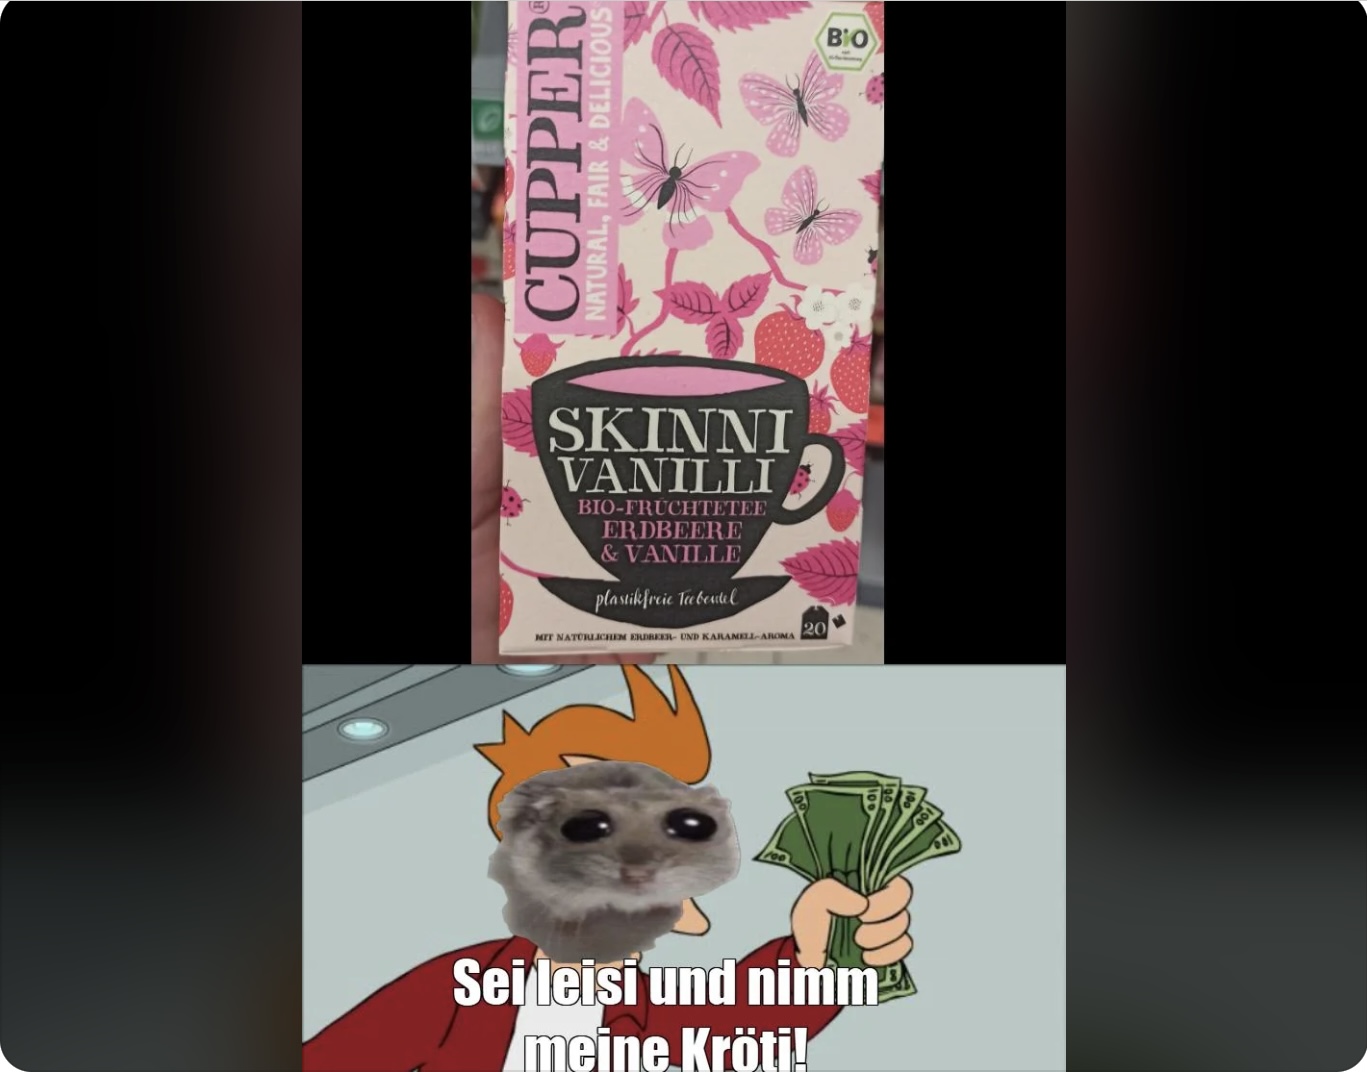 CUPPER®
NATURAL, FAIR & DELICIOUS
BiO
SKINNI
VANILLI
BIO-FRÜCHTETEE
ERDBEERE
& VANILLE
plastikfreie Teebeutel
MIT NATÜRLICHEM ERDBEER- UND KARAMELL-AROMA
20
Sei leisi und nimm
meine Kröti!